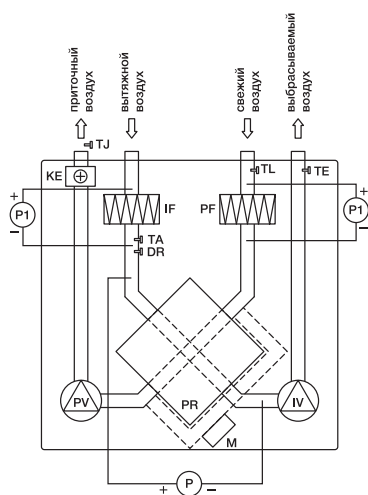 приточный
воздух
вытяжной
воздух
свежий
воздух
выбрасываемый
воздух
TJ
KE
TL
TE
+
P1
–
IF
PF
+
P1
–
TA
DR
PV
PR
IV
M
+ P –